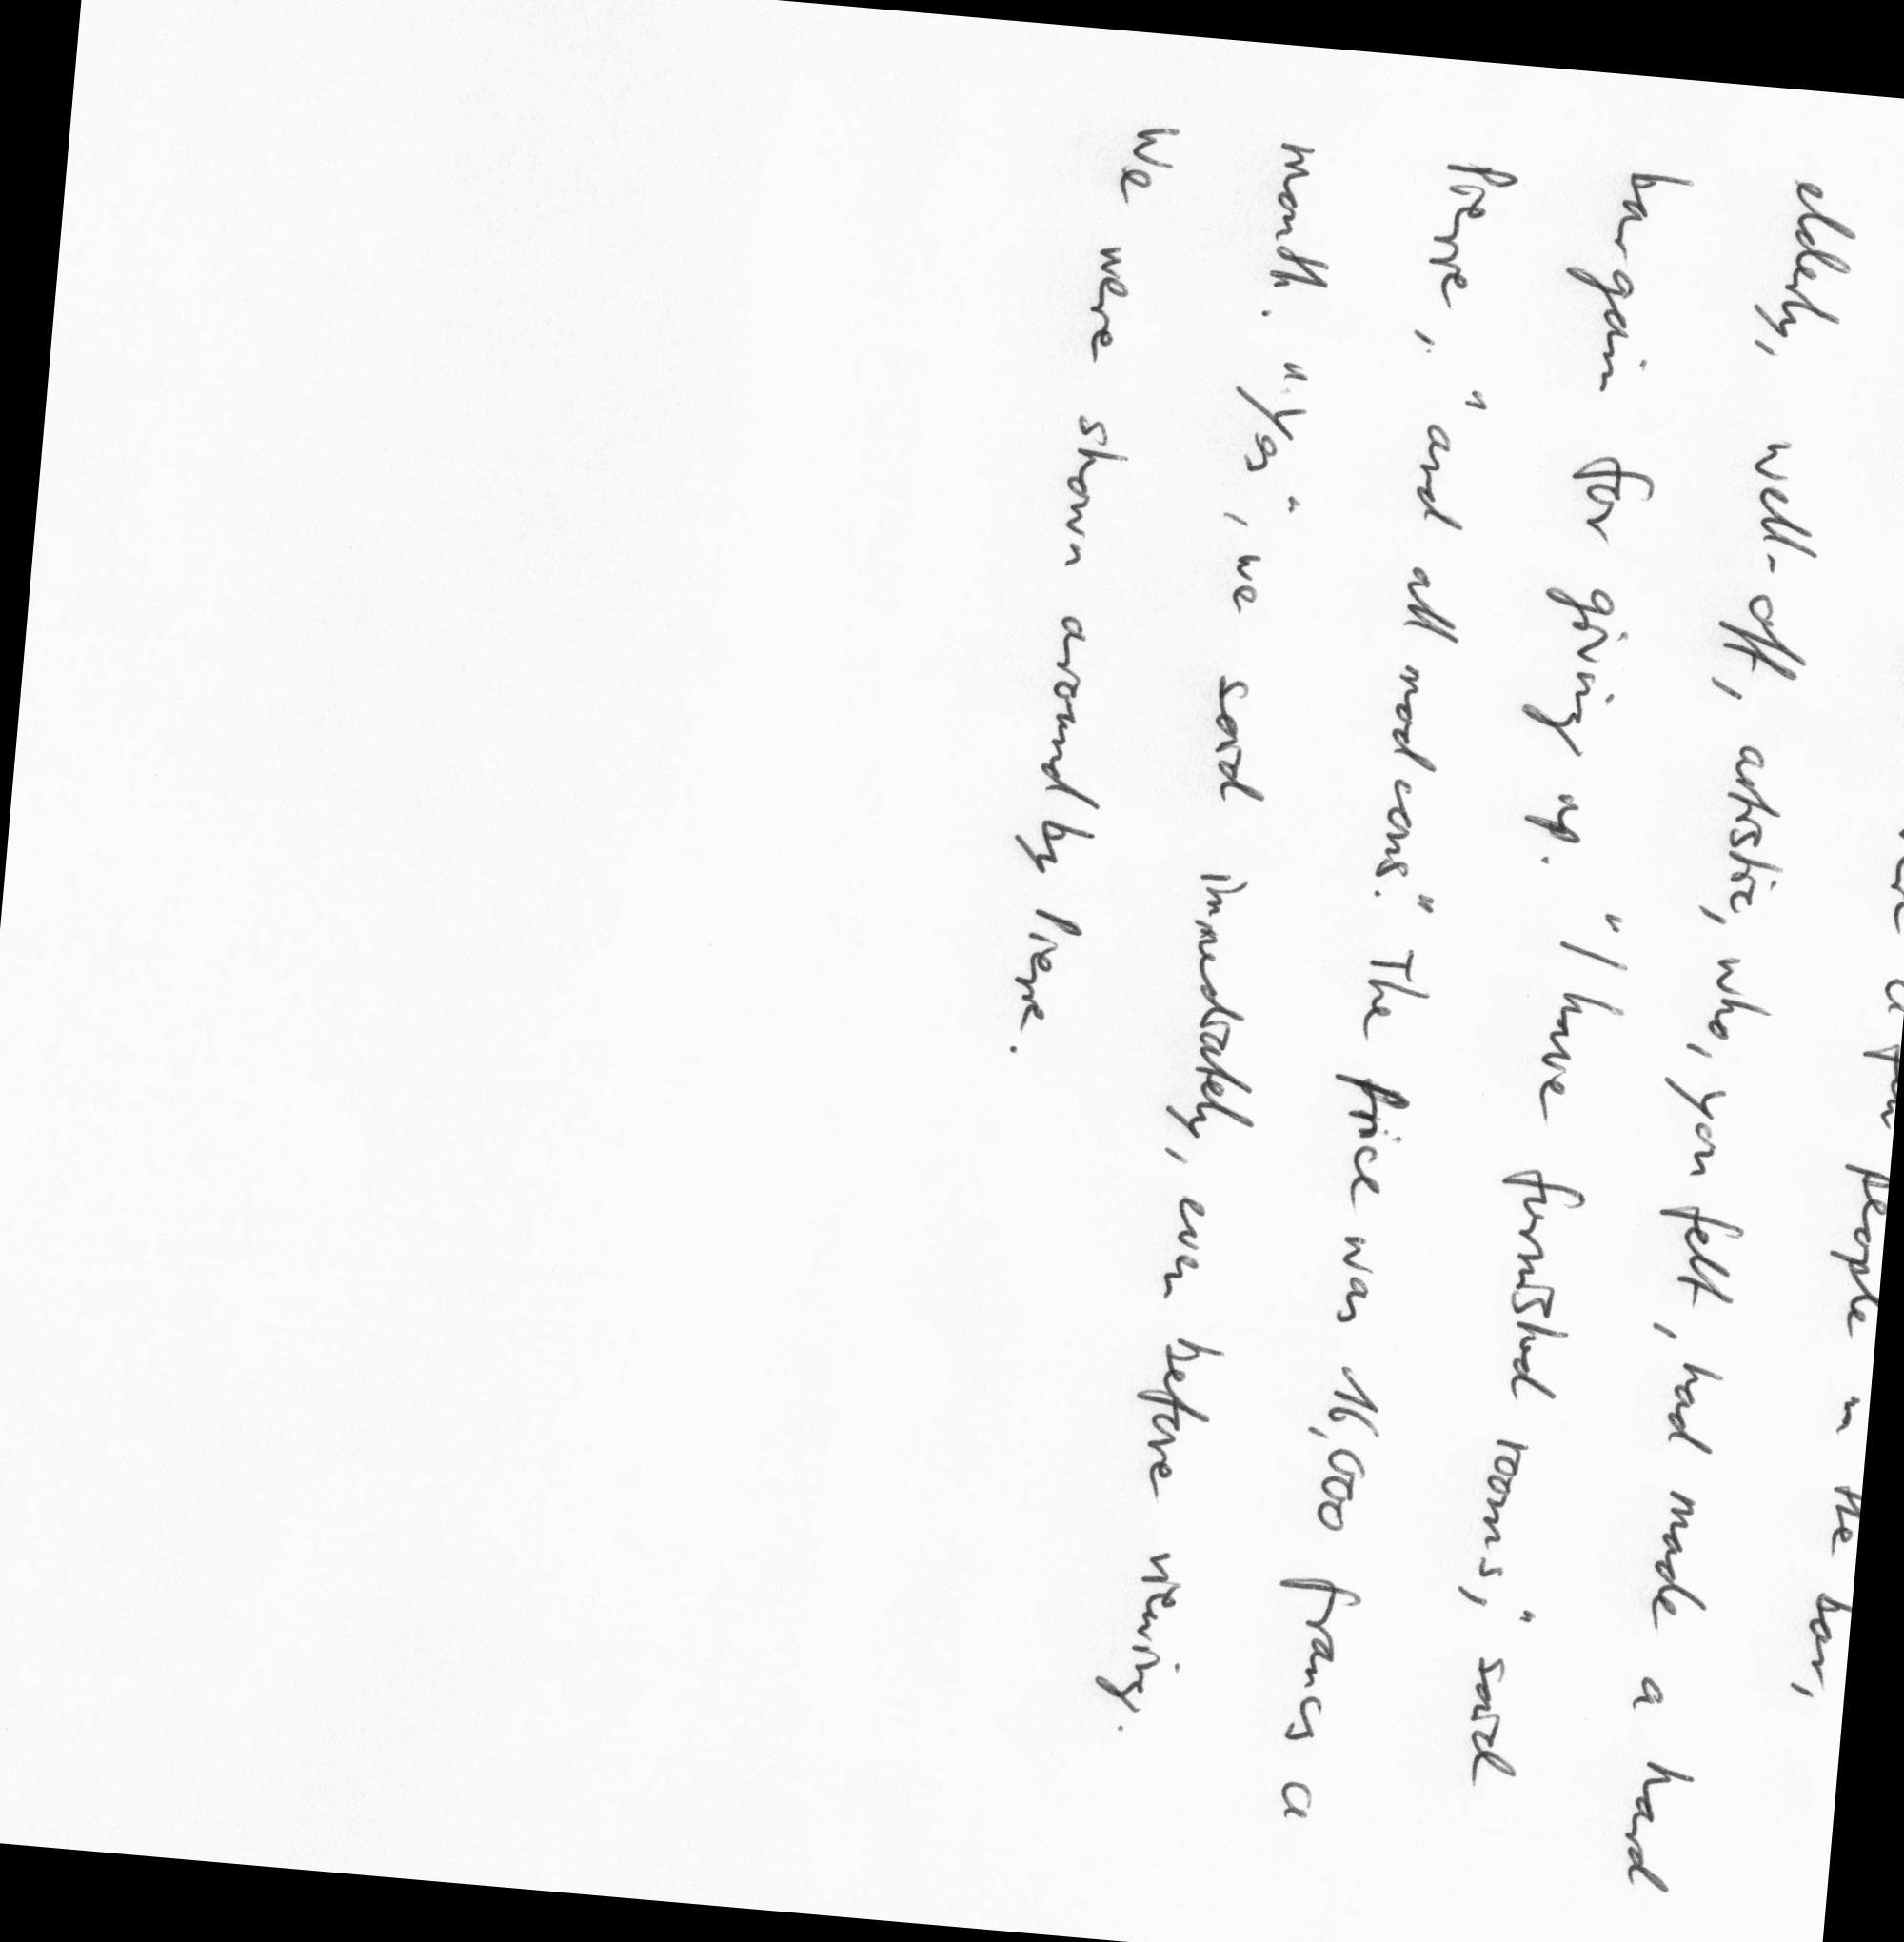 people in the bar,
elderly, well-off, artistic, who, you felt, had made a hard
bargain for giving up. "I have furnished rooms," said
Pierre, "and all mod cons." The price was 16,000 francs a
month. "Yes", we said immediately, even before viewing.
We were shown around by Pierre.